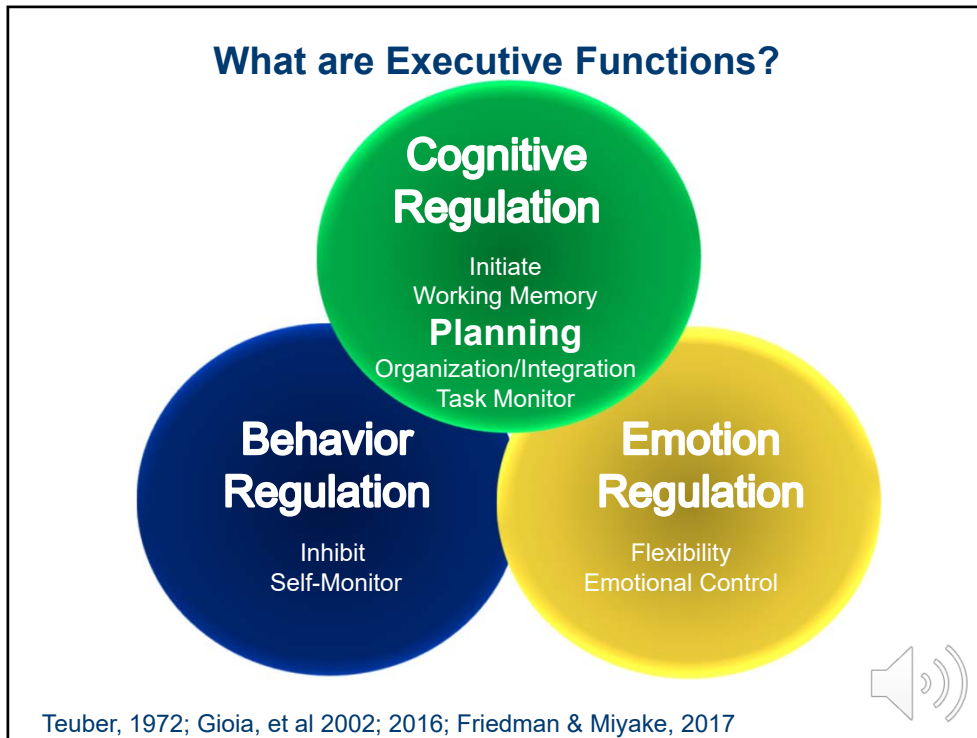 What are Executive Functions?
Cognitive
Regulation
Initiate
Working Memory
Planning
Organization/Integration
Task Monitor
Behavior
Regulation
Inhibit
Self-Monitor
Emotion
Regulation
Flexibility
Emotional Control
Teuber, 1972; Gioia, et al 2002; 2016; Friedman & Miyake, 2017